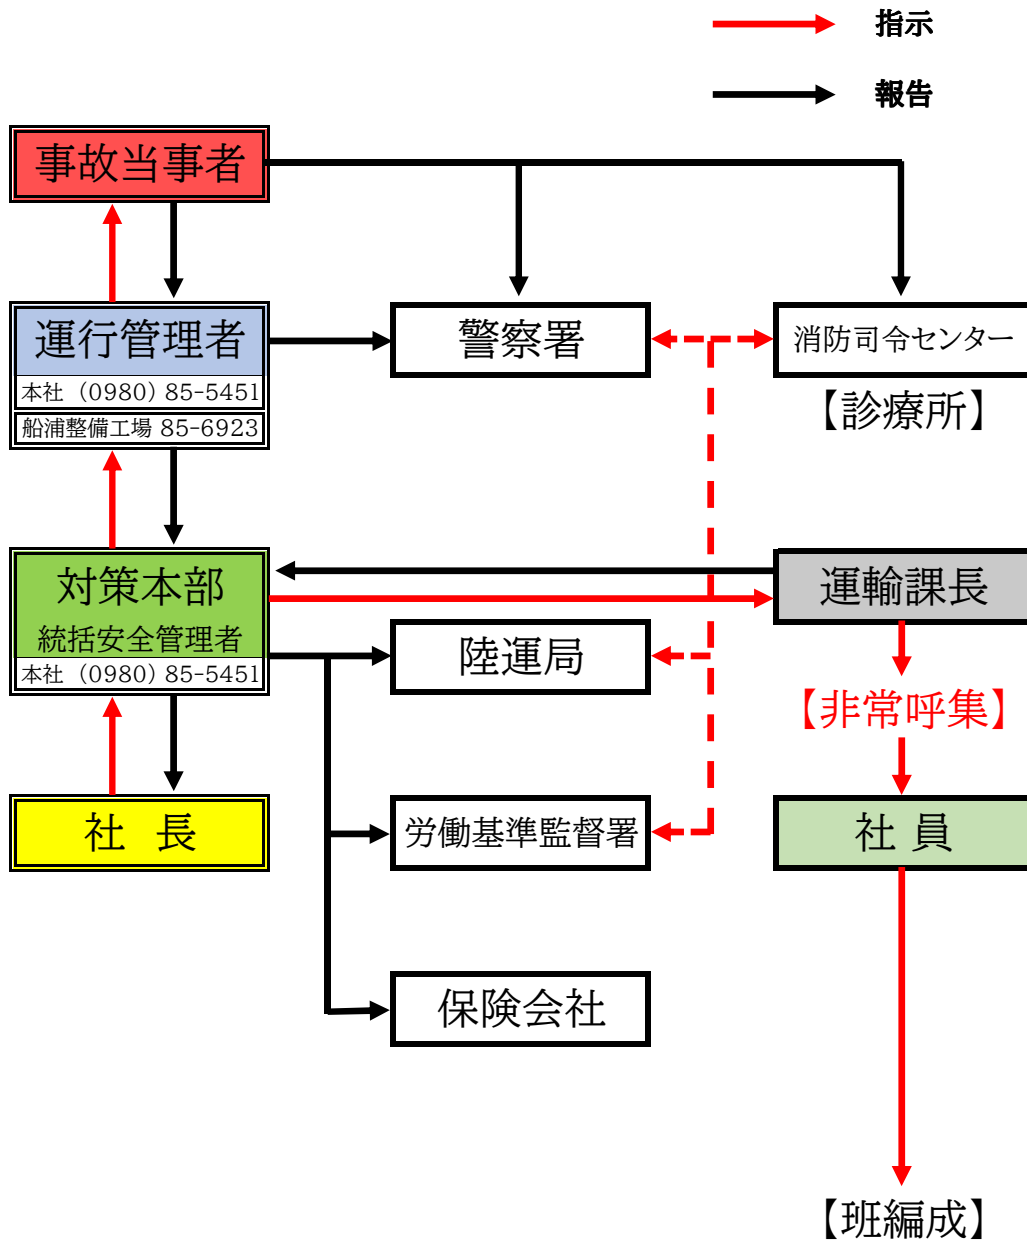 指示
報告
事故当事者
運行管理者
本社 (0980) 85-5451
船浦整備工場 85-6923
警察署
消防司令センター
【診療所】
対策本部
統括安全管理者
本社 (0980) 85-5451
運輸課長
陸運局
【非常呼集】
社 長
労働基準監督署
社 員
保険会社
【班編成】